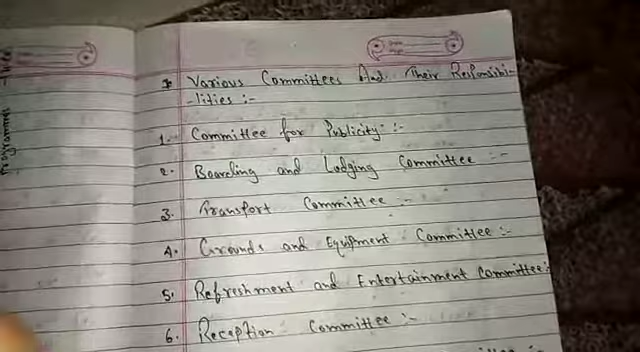 Programmes
* Various Committees And Their Responsibi-
-lities :-
1. Committee for Publicity :-
2. Boarding and Lodging Committee :-
3. Transport Committee :-
4. Grounds and Equipment Committee :-
5. Refreshment and Entertainment Committee:-
6. Reception Committee :-